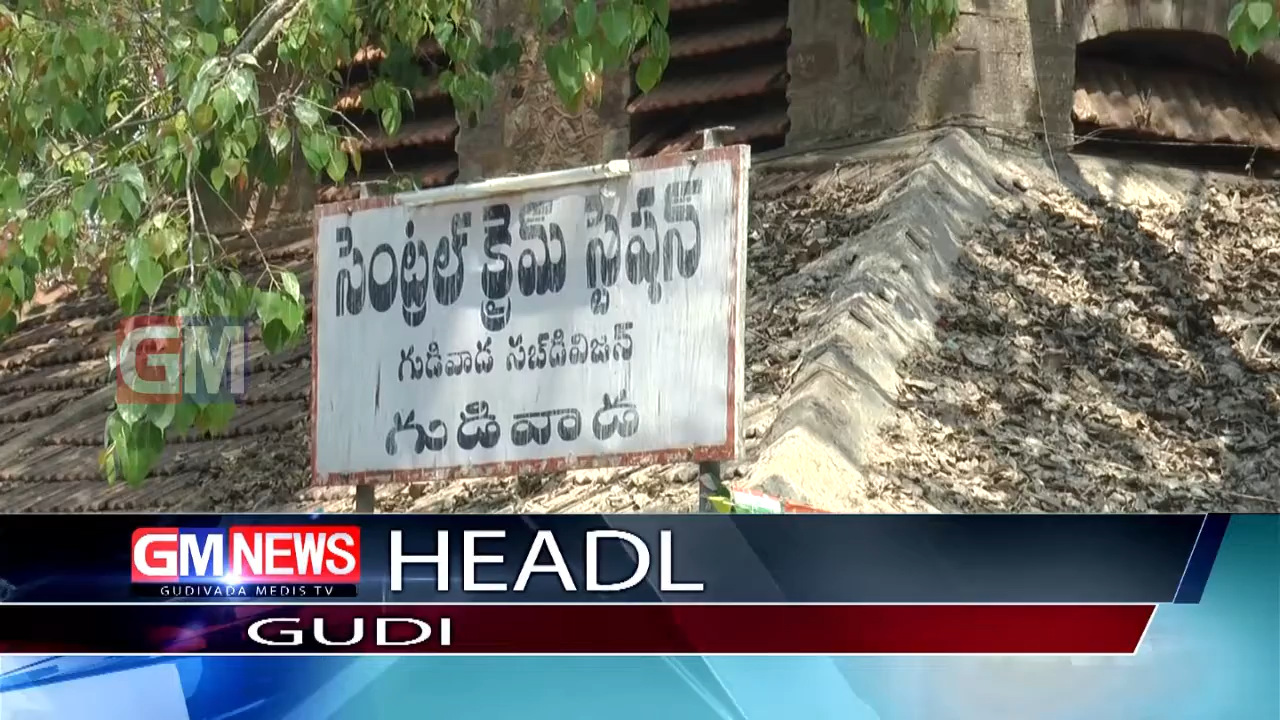 సెంట్రల్ క్రైమ్ స్టేషన్
గుడివాడ సబ్‌డివిజన్
గుడివాడ
GM
GM NEWS
GUDIVADA MEDIS TV
HEADL
GUDI